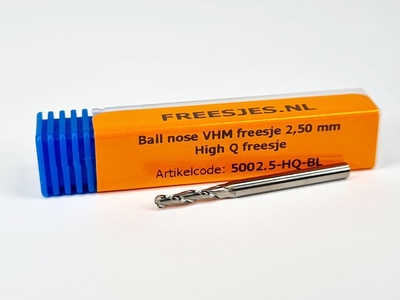 FREESJES.NL
Ball nose VHM freesje 2,50 mm
High Q freesje
Artikelcode: 5002.5-HQ-BL